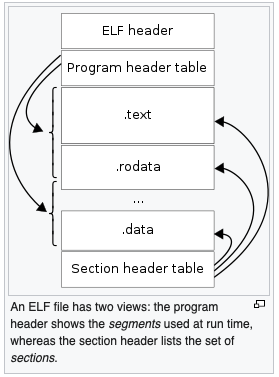 ELF header
Program header table
.text
.rodata
...
.data
Section header table
An ELF file has two views: the program
header shows the segments used at run time,
whereas the section header lists the set of
sections.